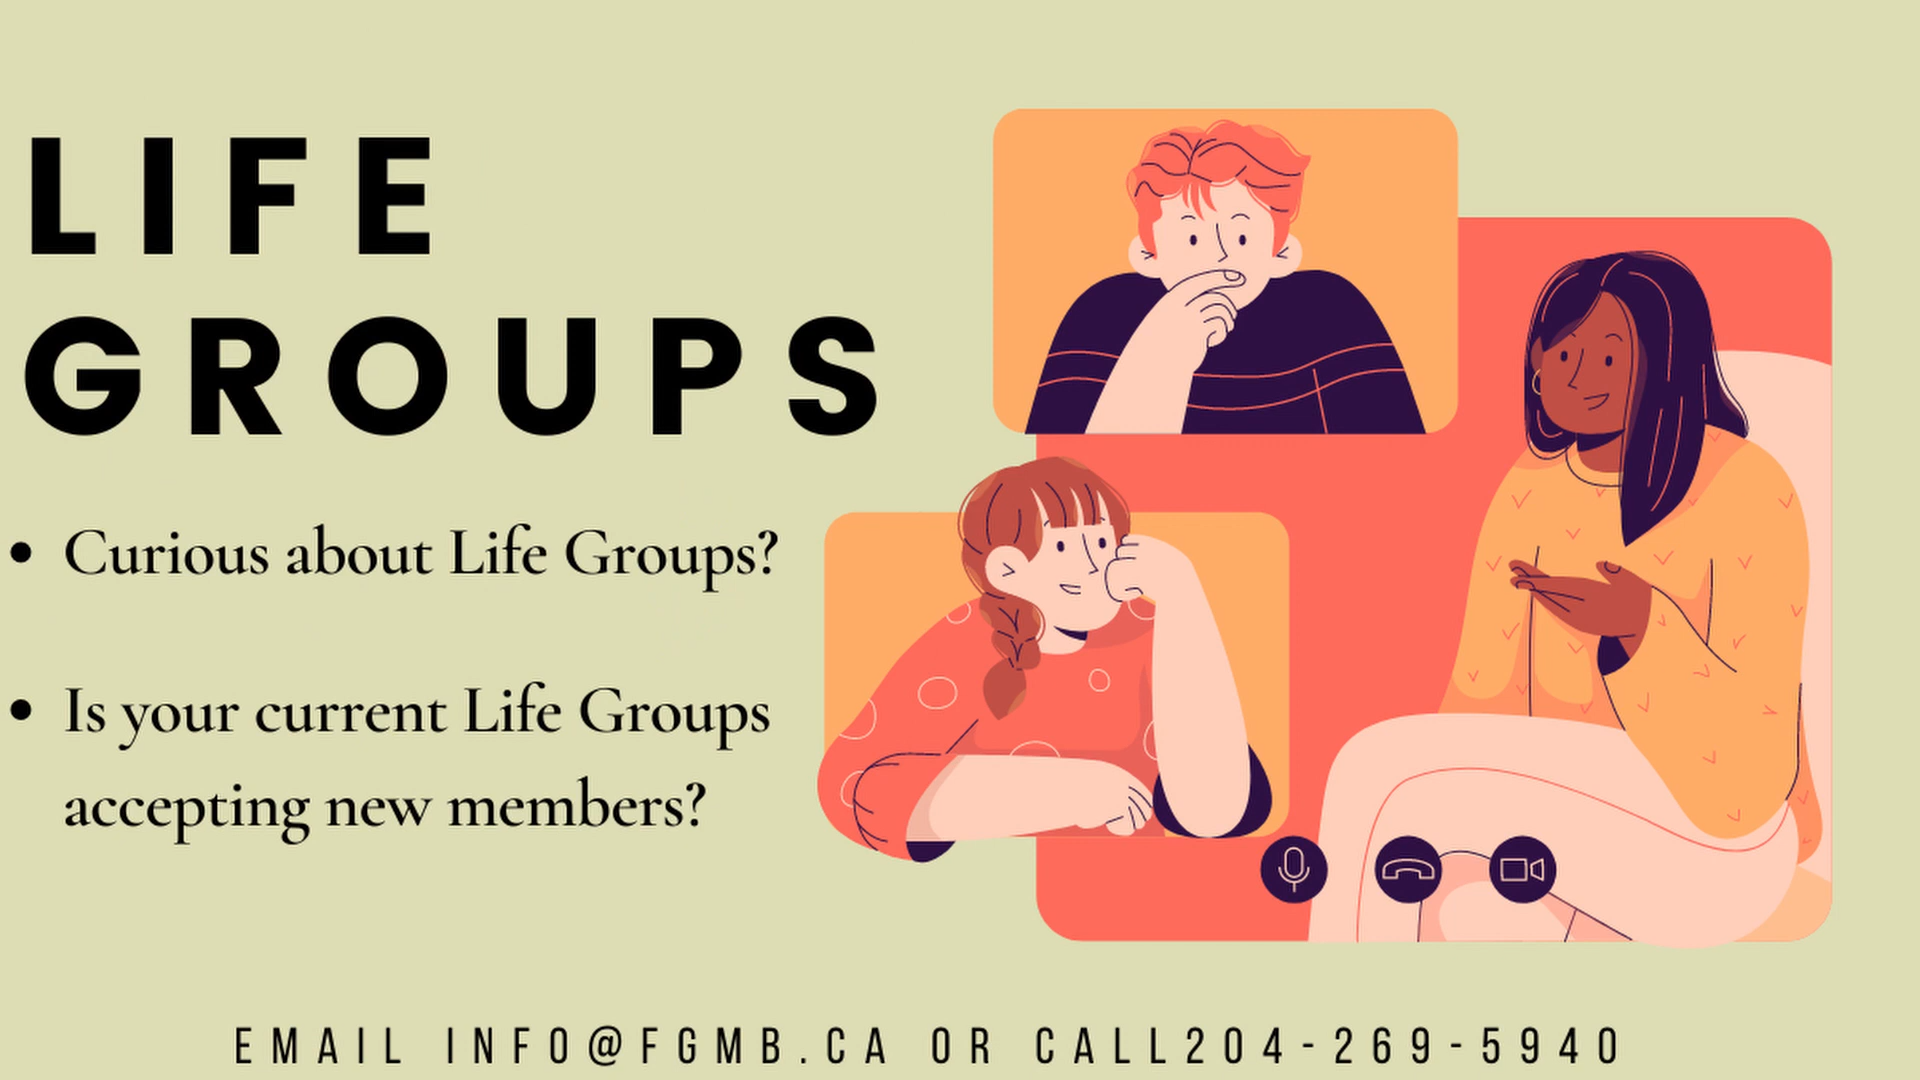 LIFE
GROUPS
• Curious about Life Groups?
• Is your current Life Groups
accepting new members?
EMAIL INFO@FGMB.CA OR CALL204-269-5940